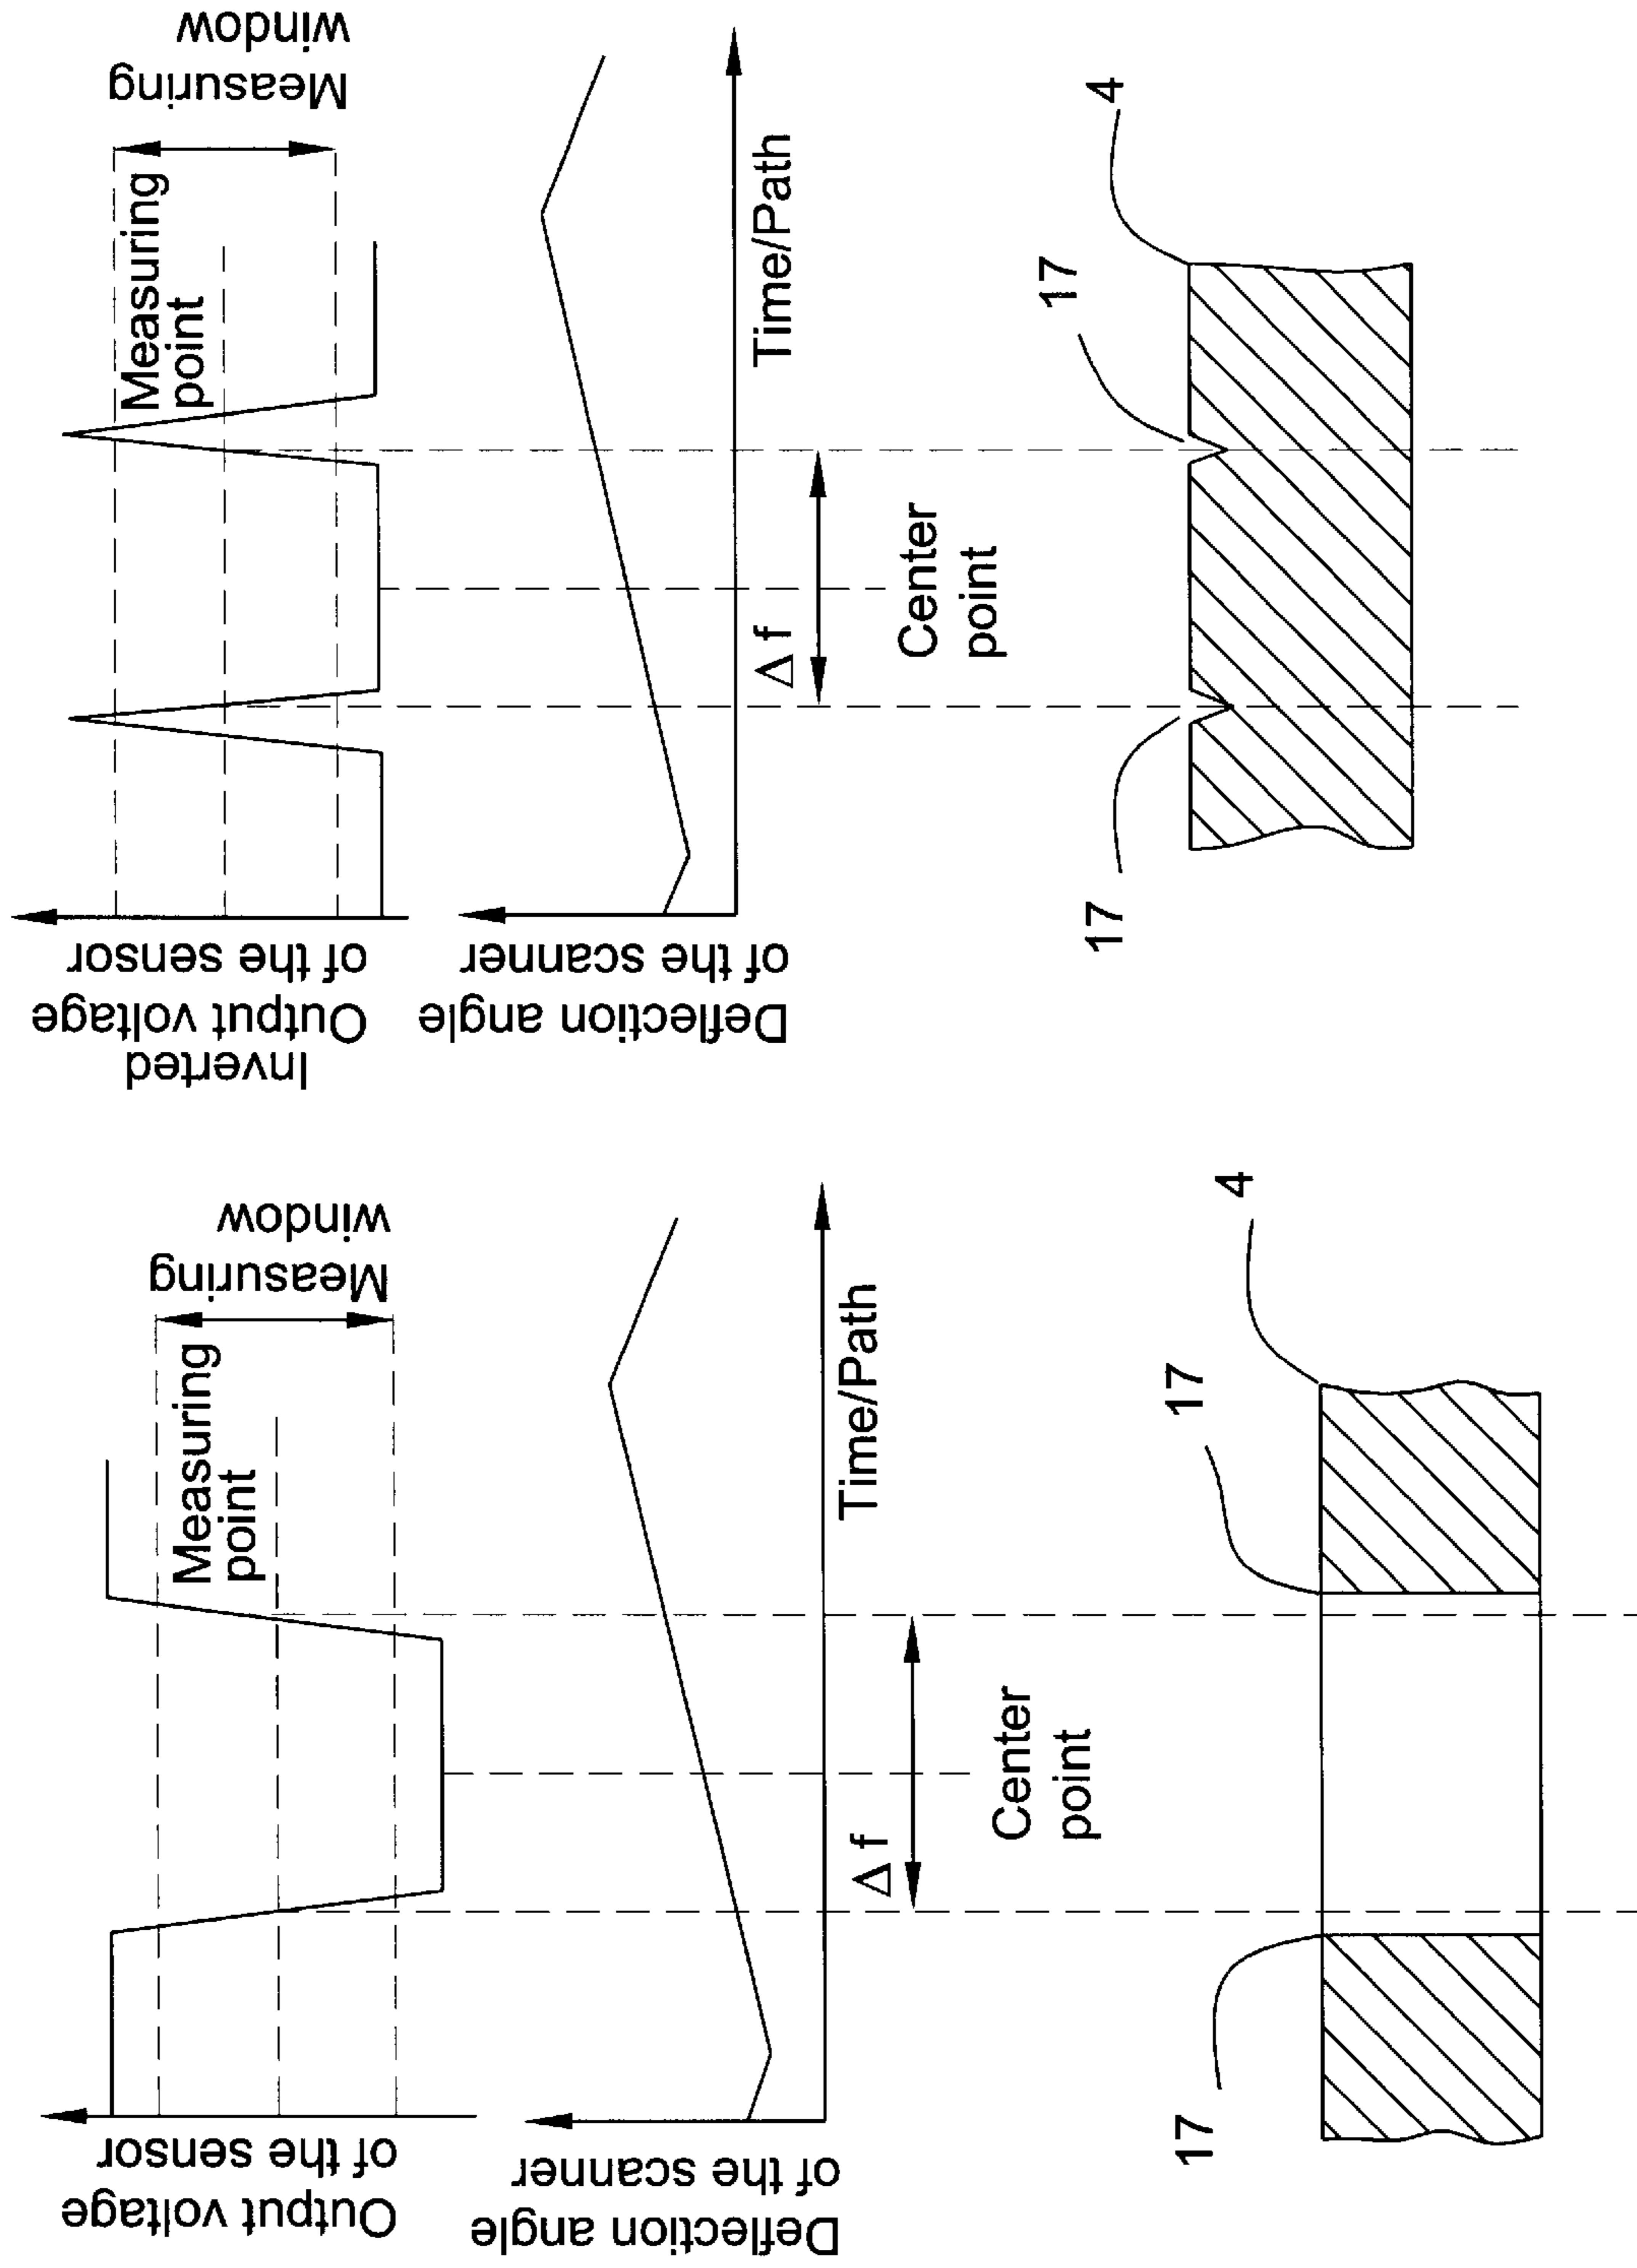 Inverted
Output voltage
of the sensor
Measuring
point
Measuring
window
Deflection angle
of the scanner
Time/Path
Δ f
Center
point
17
17
4
Output voltage
of the sensor
Measuring
point
Measuring
window
Deflection angle
of the scanner
Time/Path
Δ f
Center
point
17
17
4